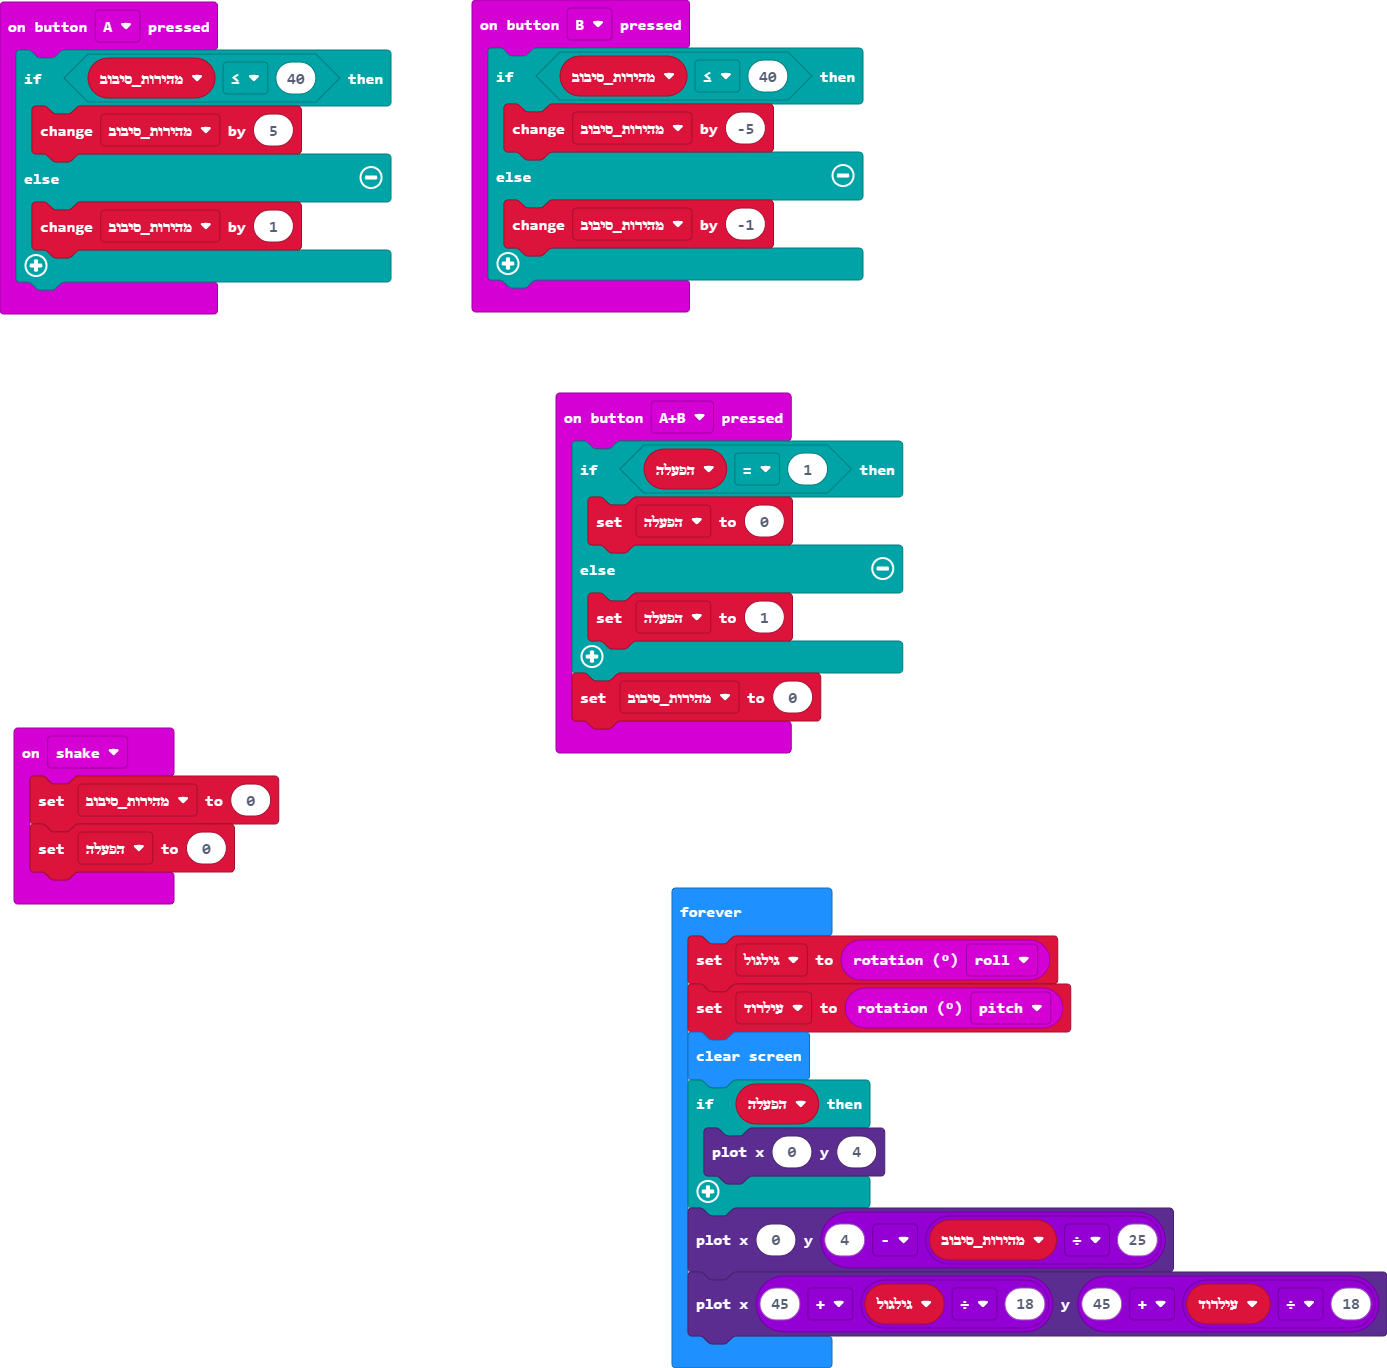 on button A pressed
if מהירות_סיבוב ≤ 40 then
change מהירות_סיבוב by 5
else
change מהירות_סיבוב by 1
on button B pressed
if מהירות_סיבוב ≤ 40 then
change מהירות_סיבוב by -5
else
change מהירות_סיבוב by -1
on button A+B pressed
if הפעלה = 1 then
set הפעלה to 0
else
set הפעלה to 1
set מהירות_סיבוב to 0
on shake
set מהירות_סיבוב to 0
set הפעלה to 0
forever
set גילגול to rotation (º) roll
set עילרוד to rotation (º) pitch
clear screen
if הפעלה then
plot x 0 y 4
plot x 0 y 4 - מהירות_סיבוב ÷ 25
plot x 45 + גילגול ÷ 18 y 45 + עילרוד ÷ 18